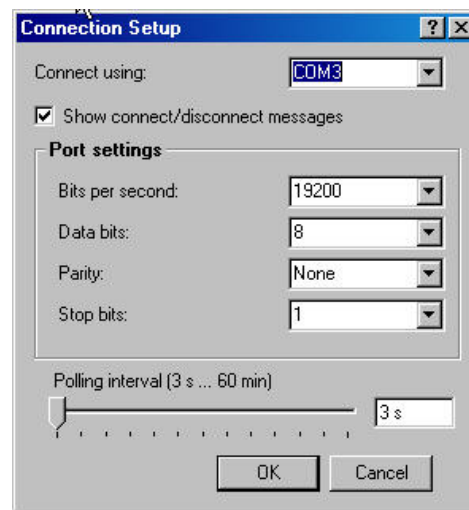 Connection Setup
Connect using: COM3
Show connect/disconnect messages
Port settings
Bits per second: 19200
Data bits: 8
Parity: None
Stop bits: 1
Polling interval (3 s ... 60 min)
3 s
OK Cancel